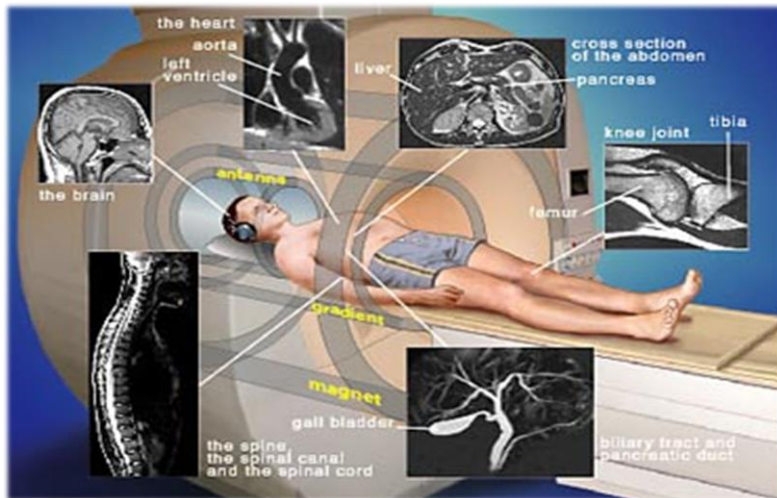 the heart
aorta
left
ventricle
liver
cross section
of the abdomen
pancreas
knee joint
tibia
the brain
antenna
femur
gradient
magnet
gall bladder
the spine,
the spinal canal
and the spinal cord
biliary tract and
pancreatic duct